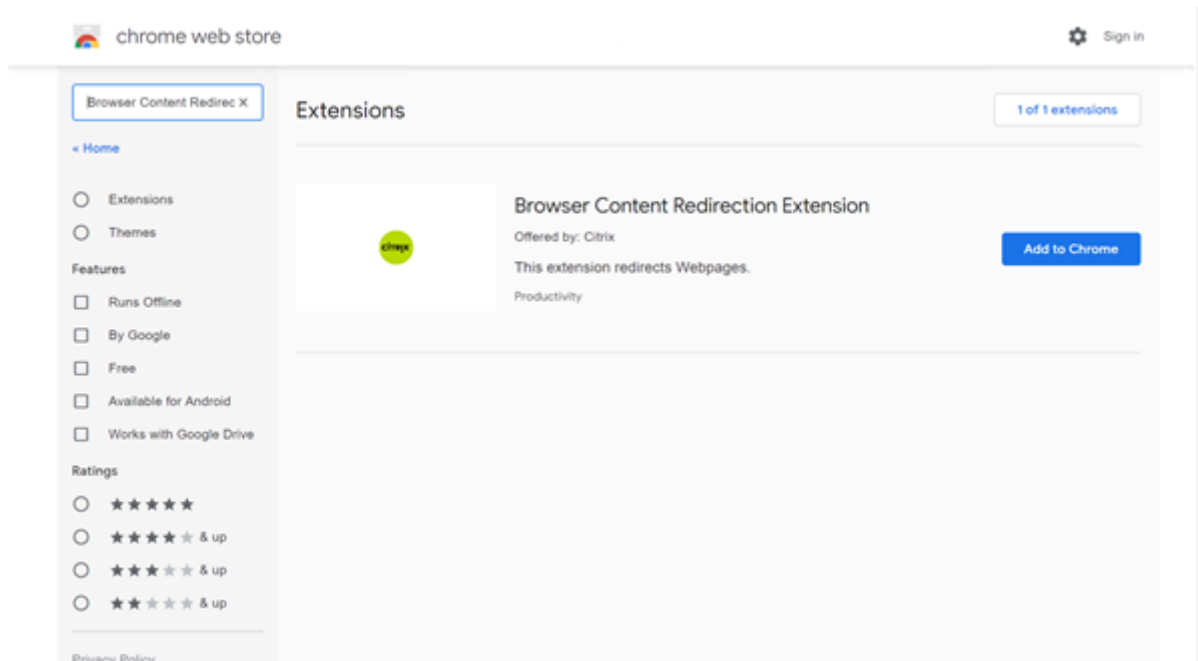 chrome web store
Sign in
Browser Content Redirec
« Home
Extensions
Themes
Features
Runs Offline
By Google
Free
Available for Android
Works with Google Drive
Ratings
& up
& up
& up
Privacy Policy
Extensions
1 of 1 extensions
citrix
Browser Content Redirection Extension
Offered by: Citrix
This extension redirects Webpages.
Productivity
Add to Chrome